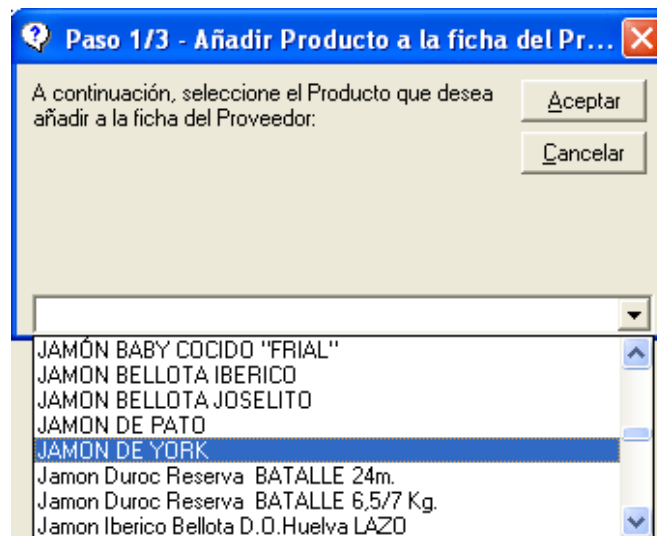 Paso 1/3 - Añadir Producto a la ficha del Pr...
A continuación, seleccione el Producto que desea
añadir a la ficha del Proveedor:
Aceptar
Cancelar
JAMÓN BABY COCIDO "FRIAL"
JAMON BELLOTA IBERICO
JAMON BELLOTA JOSELITO
JAMON DE PATO
JAMON DE YORK
Jamon Duroc Reserva  BATALLE 24m.
Jamon Duroc Reserva  BATALLE 6,5/7 Kg.
Jamon Iberico Bellota D.O.Huelva LAZO